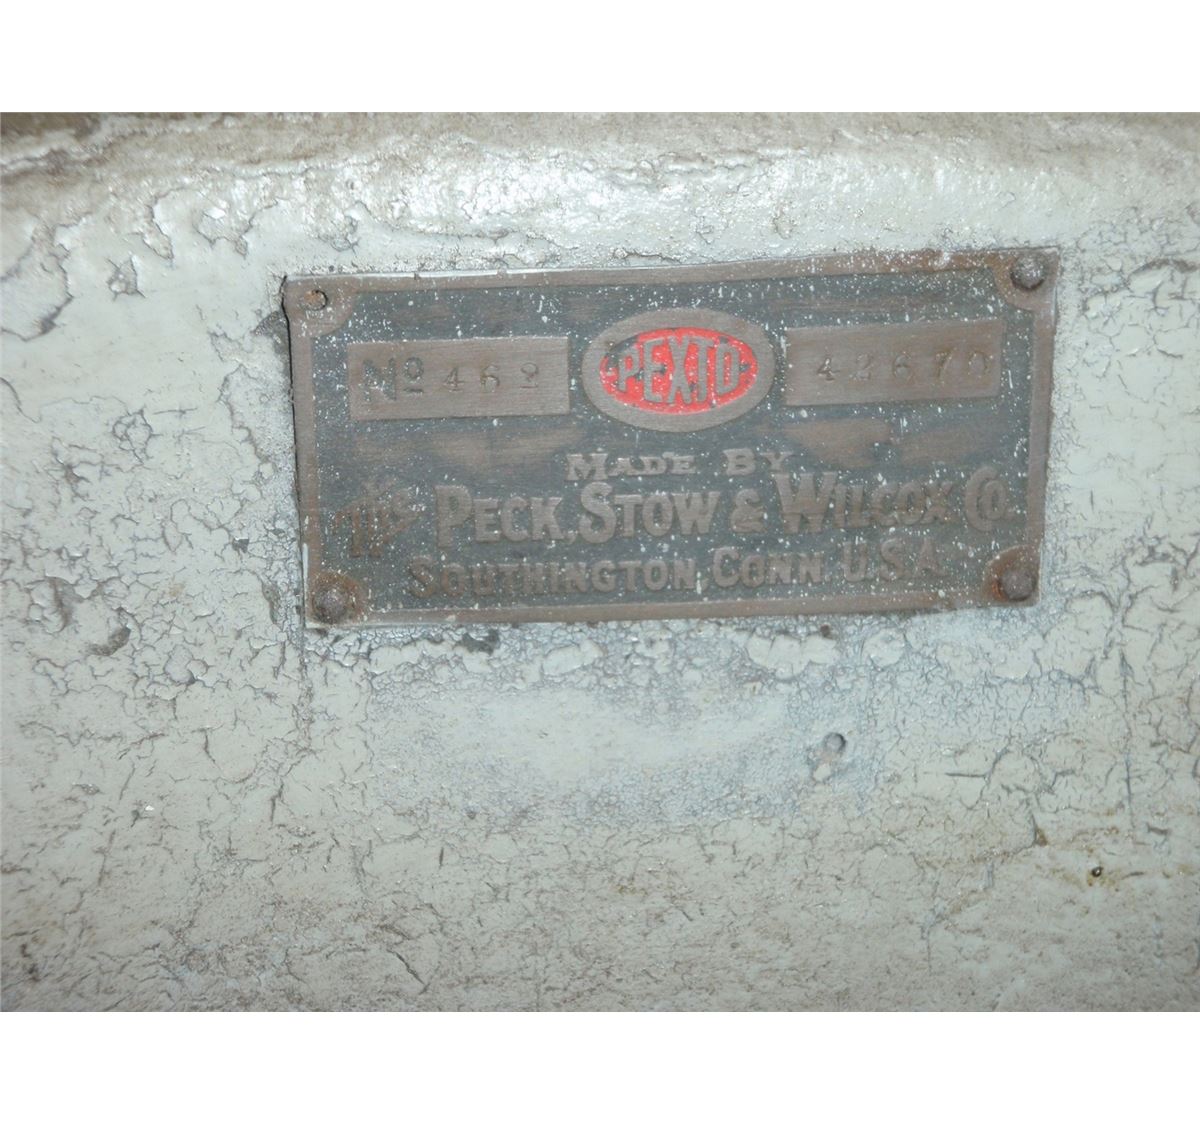 Nº 462 PEXTO 42670
MADE BY
The PECK, STOW & WILCOX CO.
SOUTHINGTON, CONN. U.S.A.